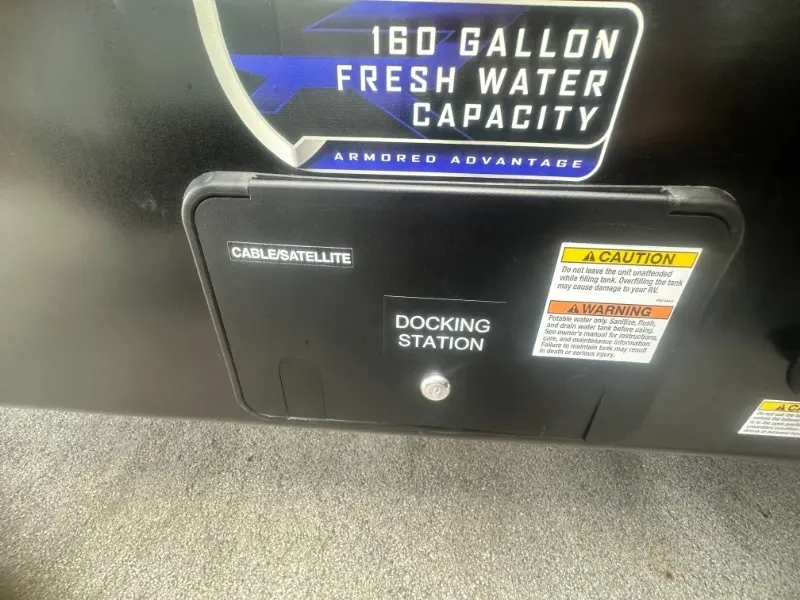 160 GALLON
FRESH WATER
CAPACITY
ARMORED ADVANTAGE
CABLE/SATELLITE
DOCKING
STATION
CAUTION
Do not leave the unit unattended
while filling tank. Overfilling the tank
may cause damage to your RV.
WARNING
Potable water only. Sanitize, flush,
and drain water tank before using.
See owner's manual for instructions,
care, and maintenance information.
Failure to maintain tank may result
in death or serious injury.